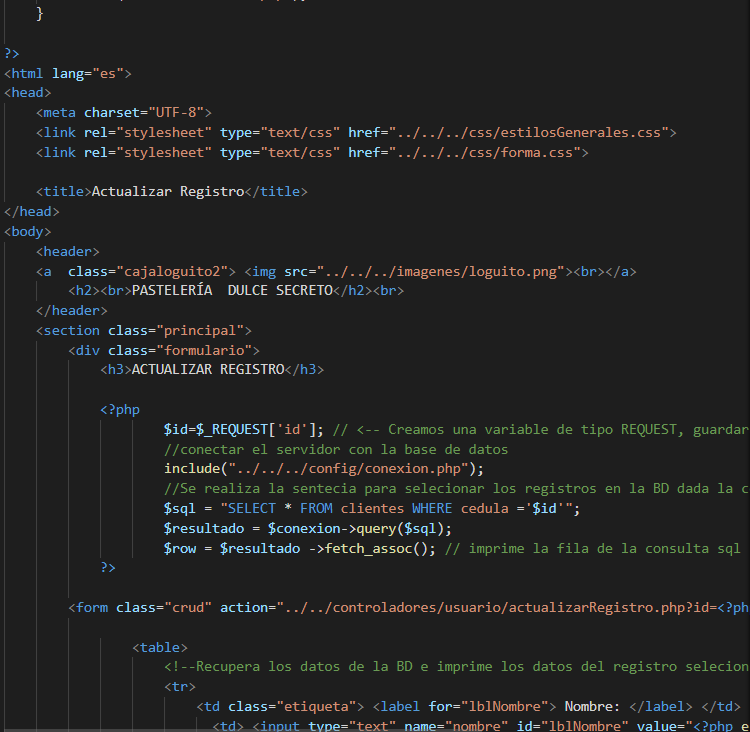 }
?>
<html lang="es">
<head>
<meta charset="UTF-8">
<link rel="stylesheet" type="text/css" href="../../../css/estilosGenerales.css">
<link rel="stylesheet" type="text/css" href="../../../css/forma.css">
<title>Actualizar Registro</title>
</head>
<body>
<header>
<a  class="cajaloguito2"> <img src="../../../imagenes/loguito.png"><br></a>
<h2><br>PASTELERÍA  DULCE SECRETO</h2><br>
</header>
<section class="principal">
<div class="formulario">
<h3>ACTUALIZAR REGISTRO</h3>
<?php
$id=$_REQUEST['id']; // <-- Creamos una variable de tipo REQUEST, guardar
//conectar el servidor con la base de datos
include("../../../config/conexion.php");
//Se realiza la sentecia para selecionar los registros en la BD dada la c
$sql = "SELECT * FROM clientes WHERE cedula ='$id'";
$resultado = $conexion->query($sql);
$row = $resultado ->fetch_assoc(); // imprime la fila de la consulta sql
?>
<form class="crud" action="../../controladores/usuario/actualizarRegistro.php?id=<?ph
<table>
<!--Recupera los datos de la BD e imprime los datos del registro selecion
<tr>
<td class="etiqueta"> <label for="lblNombre"> Nombre: </label> </td>
<td> <input type="text" name="nombre" id="lblNombre" value="<?php e